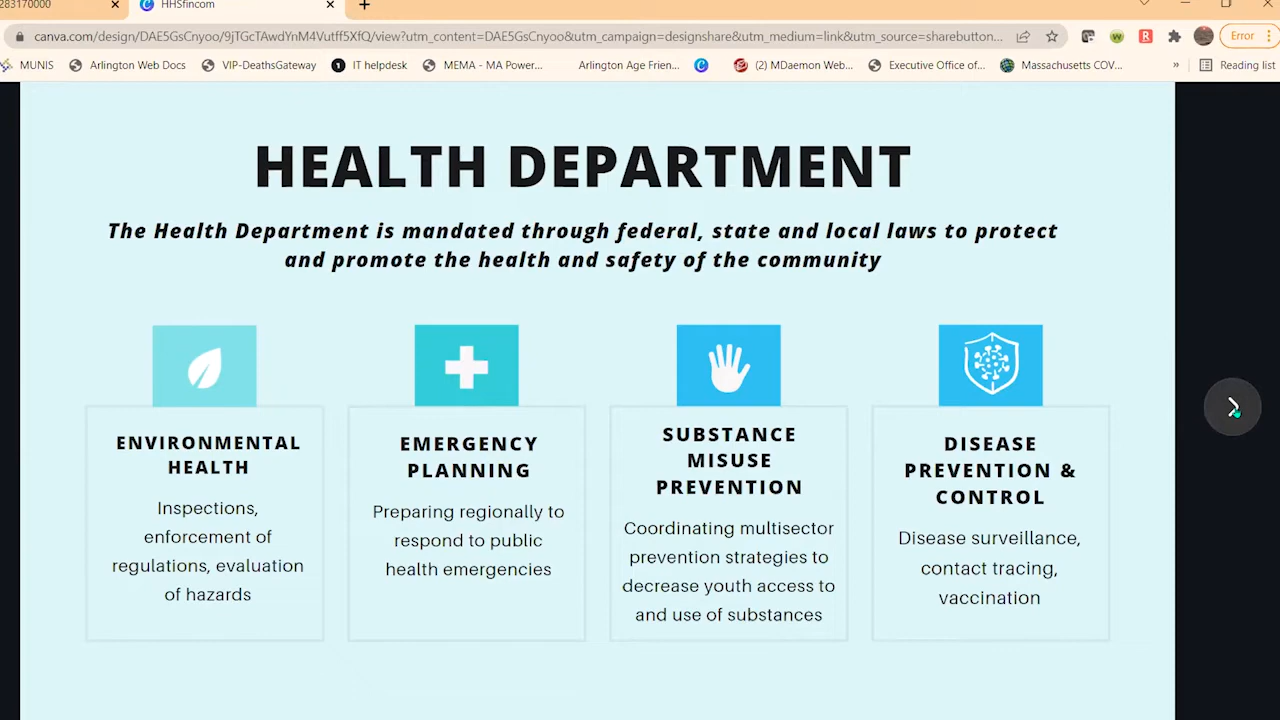 283170000
HHSfincom
canva.com/design/DAE5GsCnyoo/9jTGcTAwdYnM4Vutff5XfQ/view?utm_content=DAE5GsCnyoo&utm_campaign=designshare&utm_medium=link&utm_source=sharebutton...
Error
MUNIS Arlington Web Docs VIP-DeathsGateway IT helpdesk MEMA - MA Power... Arlington Age Frien... (2) MDaemon Web... Executive Office of... Massachusetts COV... » Reading list
HEALTH DEPARTMENT
The Health Department is mandated through federal, state and local laws to protect
and promote the health and safety of the community
ENVIRONMENTAL
HEALTH
Inspections,
enforcement of
regulations, evaluation
of hazards
EMERGENCY
PLANNING
Preparing regionally to
respond to public
health emergencies
SUBSTANCE
MISUSE
PREVENTION
Coordinating multisector
prevention strategies to
decrease youth access to
and use of substances
DISEASE
PREVENTION &
CONTROL
Disease surveillance,
contact tracing,
vaccination